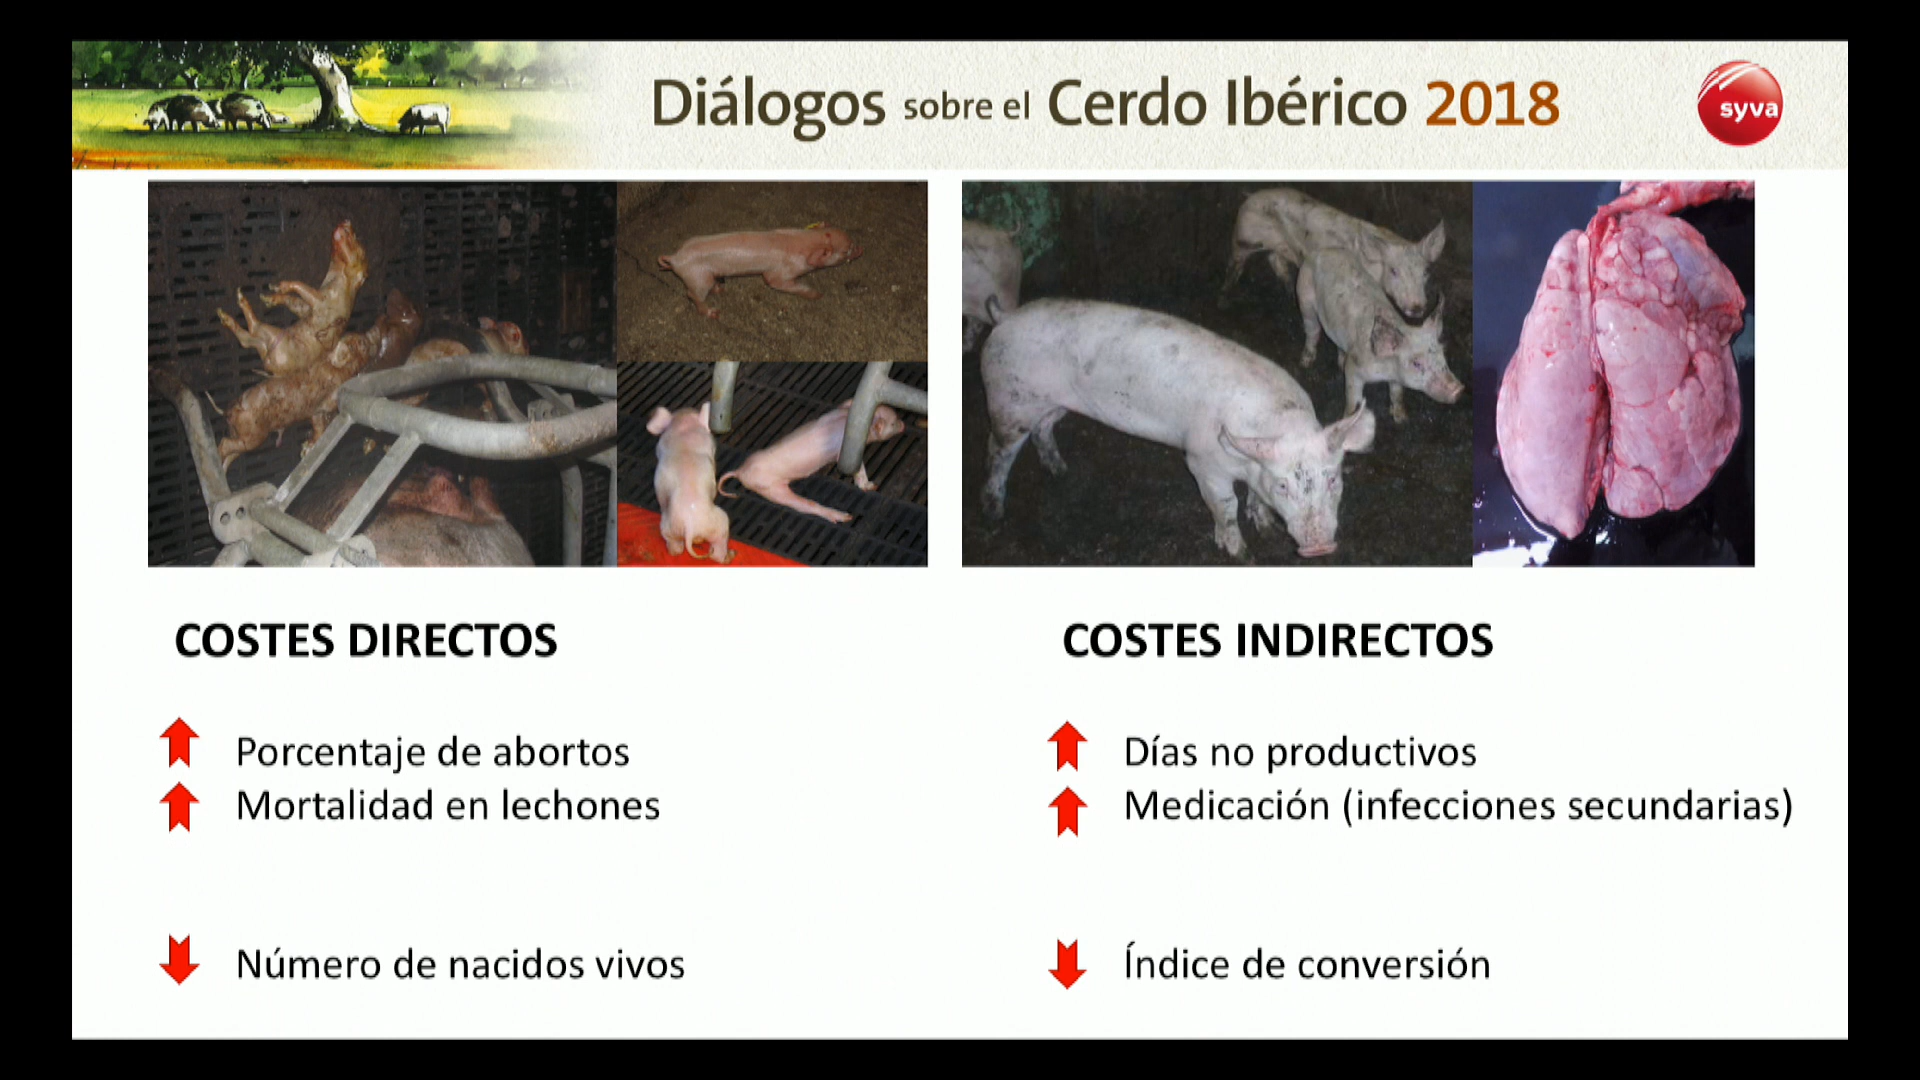 Diálogos sobre el Cerdo Ibérico 2018
syva
COSTES DIRECTOS
Porcentaje de abortos
Mortalidad en lechones
Número de nacidos vivos
COSTES INDIRECTOS
Días no productivos
Medicación (infecciones secundarias)
Índice de conversión